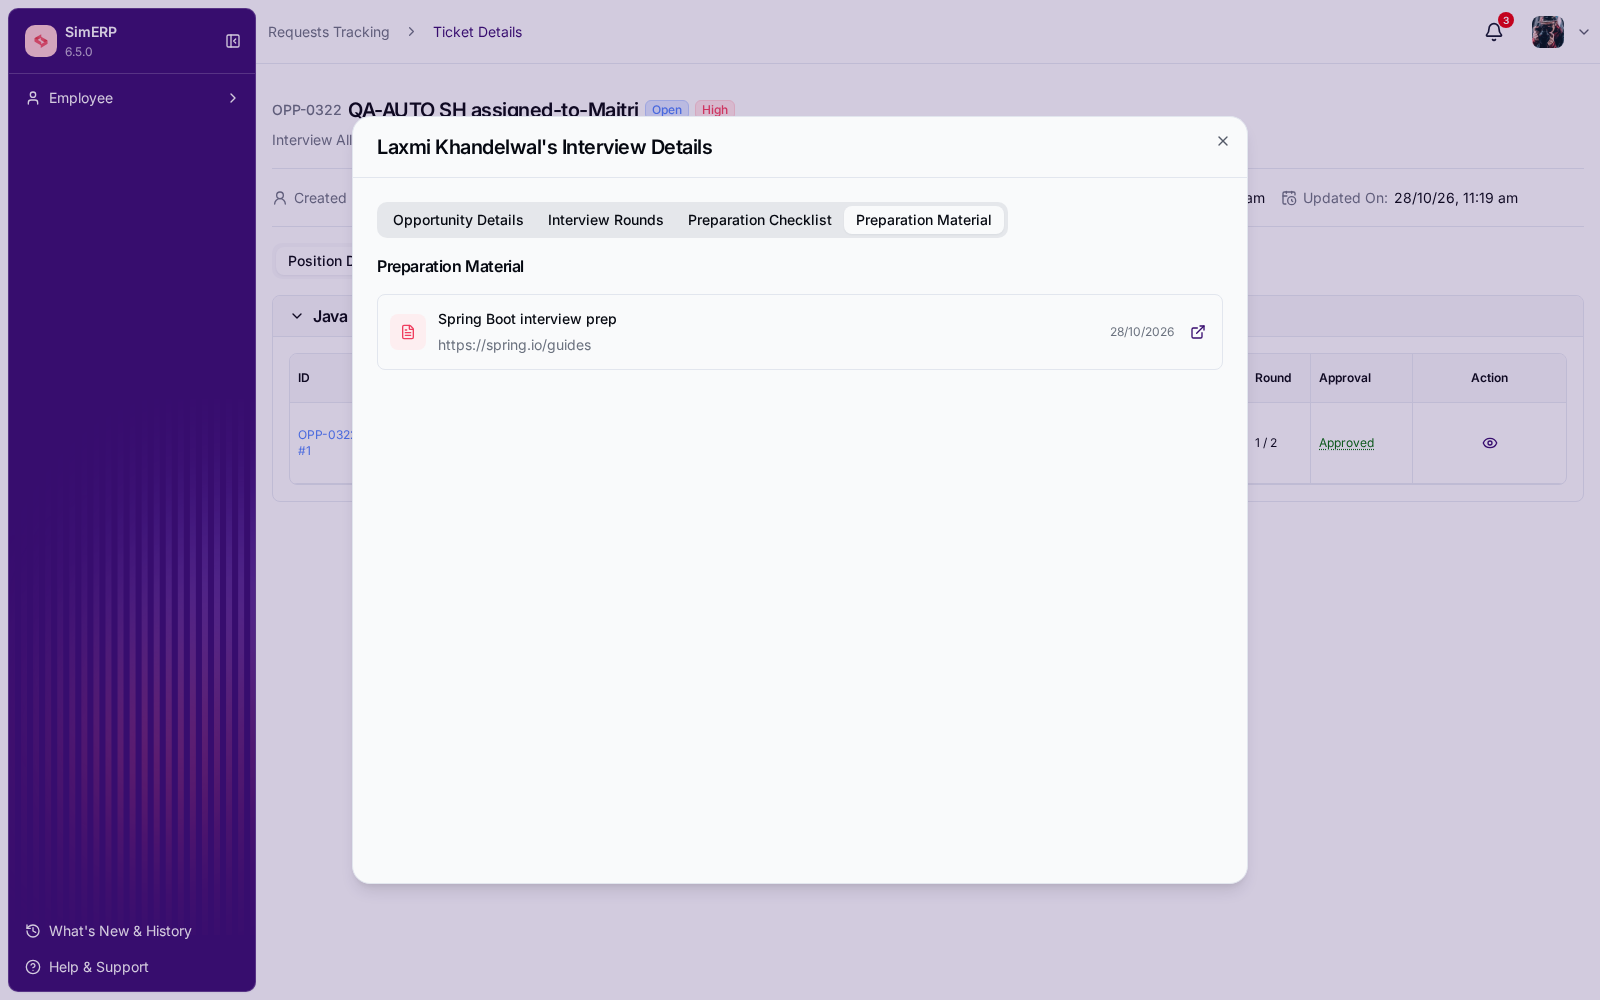 SimERP
6.5.0
Employee
What's New & History
Help & Support
Requests Tracking
Ticket Details
3
OPP-0322 QA-AUTO SH assigned-to-Maitri Open High
Interview All
Created
am
Updated On: 28/10/26, 11:19 am
Position D
Java
ID
Round
Approval
Action
OPP-0322
#1
1 / 2
Approved
Laxmi Khandelwal's Interview Details
Opportunity Details
Interview Rounds
Preparation Checklist
Preparation Material
Preparation Material
Spring Boot interview prep
https://spring.io/guides
28/10/2026